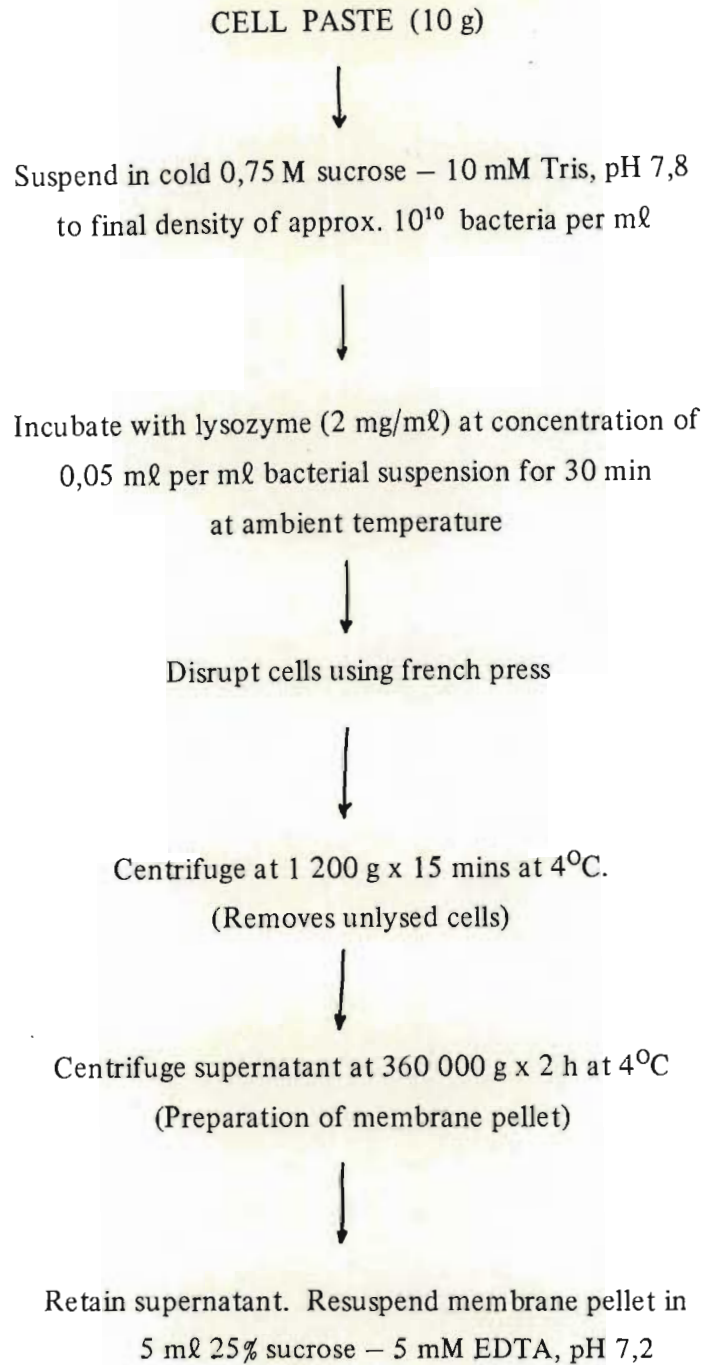 CELL PASTE (10 g)
Suspend in cold 0,75 M sucrose – 10 mM Tris, pH 7,8
to final density of approx. 10¹⁰ bacteria per mℓ
Incubate with lysozyme (2 mg/mℓ) at concentration of
0,05 mℓ per mℓ bacterial suspension for 30 min
at ambient temperature
Disrupt cells using french press
Centrifuge at 1 200 g x 15 mins at 4⁰C.
(Removes unlysed cells)
Centrifuge supernatant at 360 000 g x 2 h at 4⁰C
(Preparation of membrane pellet)
Retain supernatant. Resuspend membrane pellet in
5 mℓ 25% sucrose – 5 mM EDTA, pH 7,2